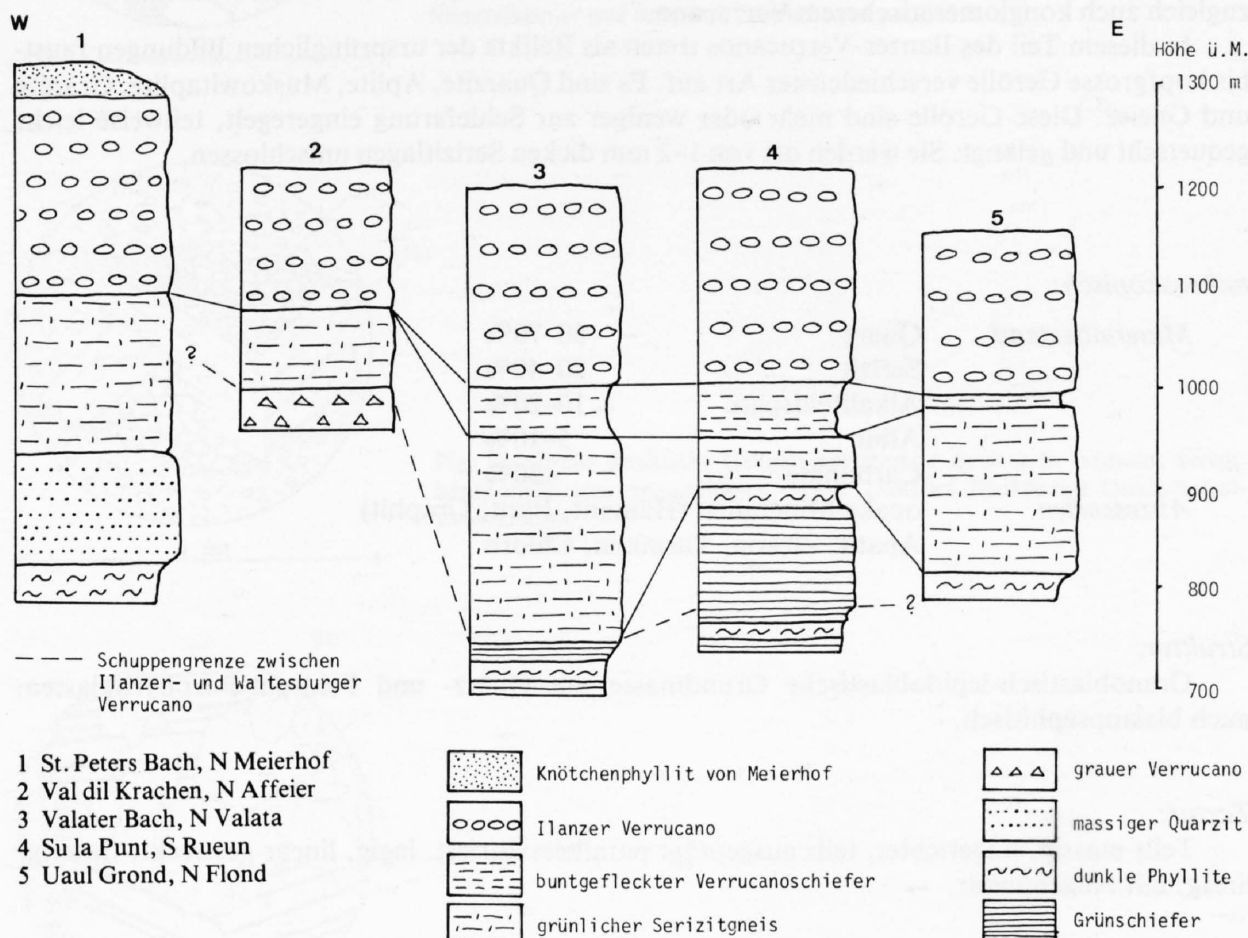 W
E
1
2
3
4
5
Höhe ü.M.
1300 m
1200
1100
1000
900
800
700
?
?
Schuppengrenze zwischen
Ilanzer- und Waltesburger
Verrucano
1 St. Peters Bach, N Meierhof
2 Val dil Krachen, N Affeier
3 Valater Bach, N Valata
4 Su la Punt, S Rueun
5 Uaul Grond, N Flond
Knötchenphyllit von Meierhof
Ilanzer Verrucano
buntgefleckter Verrucanoschiefer
grünlicher Serizitgneis
grauer Verrucano
massiger Quarzit
dunkle Phyllite
Grünschiefer